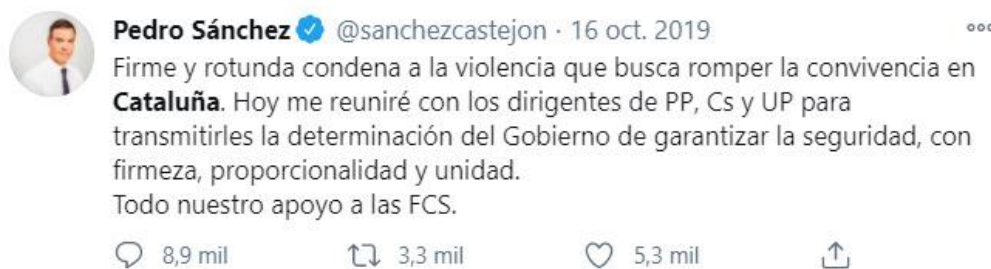 Pedro Sánchez @sanchezcastejon · 16 oct. 2019
Firme y rotunda condena a la violencia que busca romper la convivencia en
Cataluña. Hoy me reuniré con los dirigentes de PP, Cs y UP para
transmitirles la determinación del Gobierno de garantizar la seguridad, con
firmeza, proporcionalidad y unidad.
Todo nuestro apoyo a las FCS.
8,9 mil 3,3 mil 5,3 mil